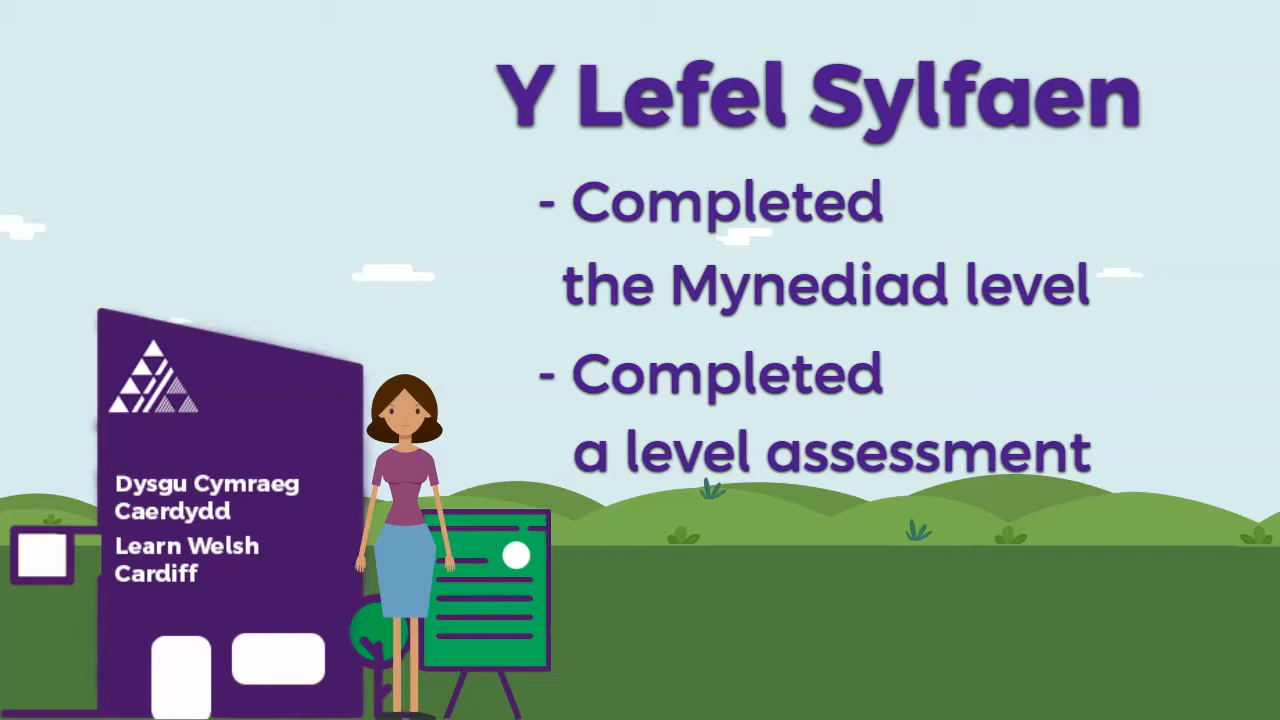 Y Lefel Sylfaen
- Completed
the Mynediad level
- Completed
a level assessment
Dysgu Cymraeg
Caerdydd
Learn Welsh
Cardiff